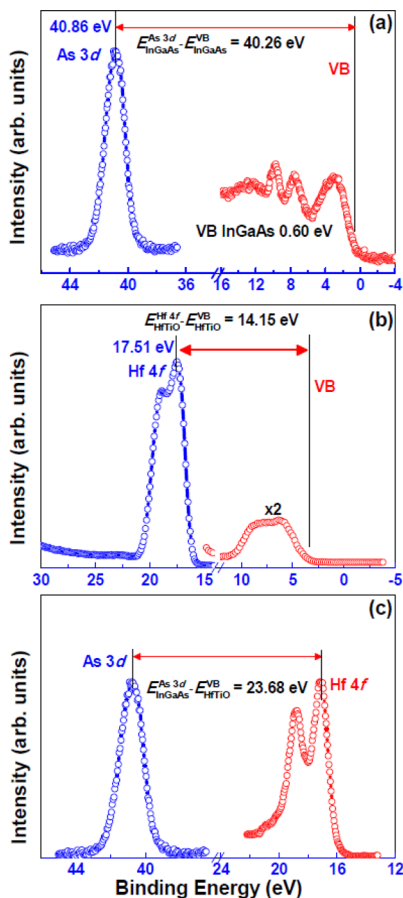 (a)
40.86 eV
As 3d
E As 3d InGaAs - E VB InGaAs = 40.26 eV
VB
VB InGaAs 0.60 eV
Intensity (arb. units)
44 40 36 16 12 8 4 0 -4
(b)
E Hf 4f HfTiO - E VB HfTiO = 14.15 eV
17.51 eV
Hf 4f
VB
x2
Intensity (arb. units)
30 25 20 15 10 5 0 -5
(c)
As 3d
E As 3d InGaAs - E VB HfTiO = 23.68 eV
Hf 4f
Intensity (arb. units)
44 40 24 20 16 12
Binding Energy (eV)